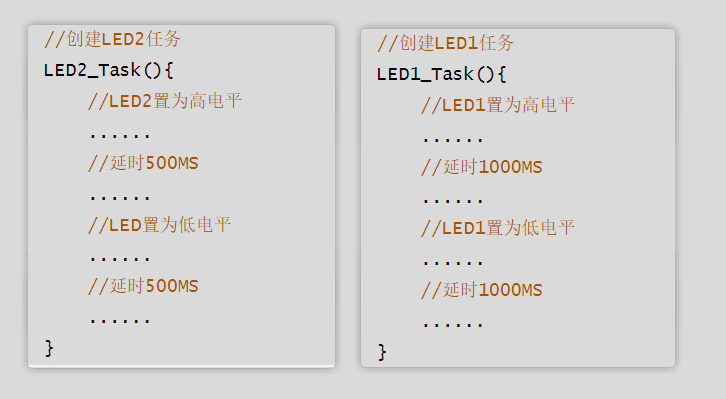 //创建LED2任务
LED2_Task(){
//LED2置为高电平
......
//延时500MS
......
//LED置为低电平
......
//延时500MS
......
}
//创建LED1任务
LED1_Task(){
//LED1置为高电平
......
//延时1000MS
......
//LED1置为低电平
......
//延时1000MS
......
}